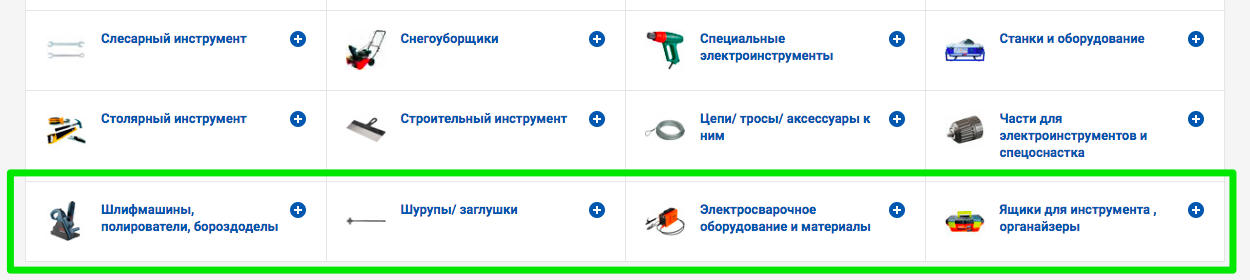 Слесарный инструмент
Снегоуборщики
Специальные
электроинструменты
Станки и оборудование
Столярный инструмент
Строительный инструмент
Цепи/ тросы/ аксессуары к
ним
Части для
электроинструментов и
спецоснастка
Шлифмашины,
полирователи, бороздоделы
Шурупы/ заглушки
Электросварочное
оборудование и материалы
Ящики для инструмента ,
органайзеры